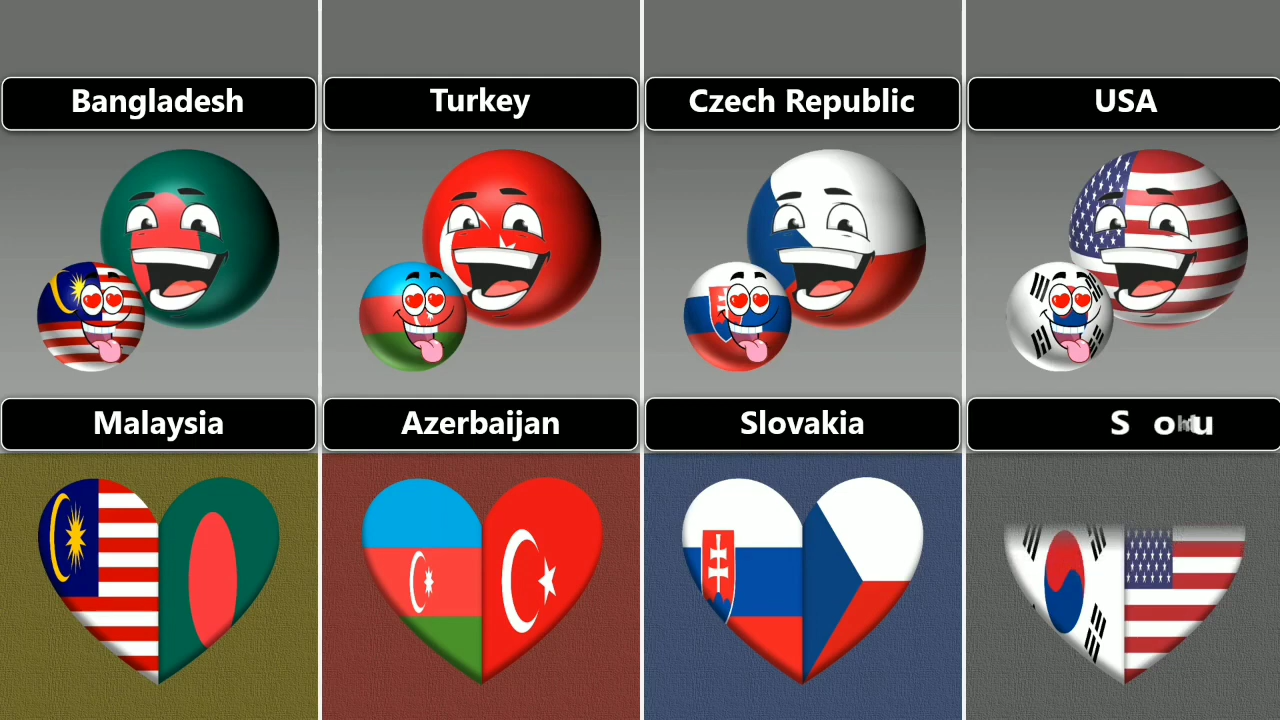 Bangladesh
Turkey
Czech Republic
USA
Malaysia
Azerbaijan
Slovakia